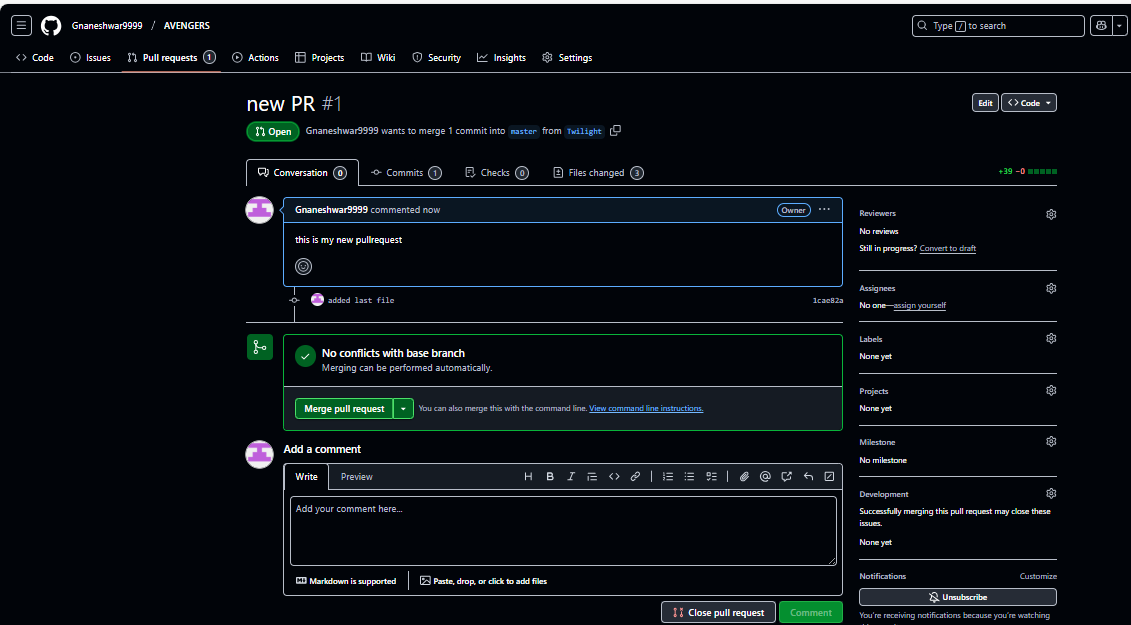 Gnaneshwar9999 / AVENGERS
Type / to search
Code Issues Pull requests 1 Actions Projects Wiki Security Insights Settings
new PR #1
Edit Code
Open Gnaneshwar9999 wants to merge 1 commit into master from Twilight
Conversation 0 Commits 1 Checks 0 Files changed 3
+39 −0
Gnaneshwar9999 commented now Owner
this is my new pullrequest
added last file 1cae82a
No conflicts with base branch
Merging can be performed automatically.
Merge pull request You can also merge this with the command line. View command line instructions.
Add a comment
Write Preview
Add your comment here...
Markdown is supported Paste, drop, or click to add files
Close pull request Comment
Reviewers
No reviews
Still in progress? Convert to draft
Assignees
No one—assign yourself
Labels
None yet
Projects
None yet
Milestone
No milestone
Development
Successfully merging this pull request may close these
issues.
None yet
Notifications Customize
Unsubscribe
You're receiving notifications because you're watching